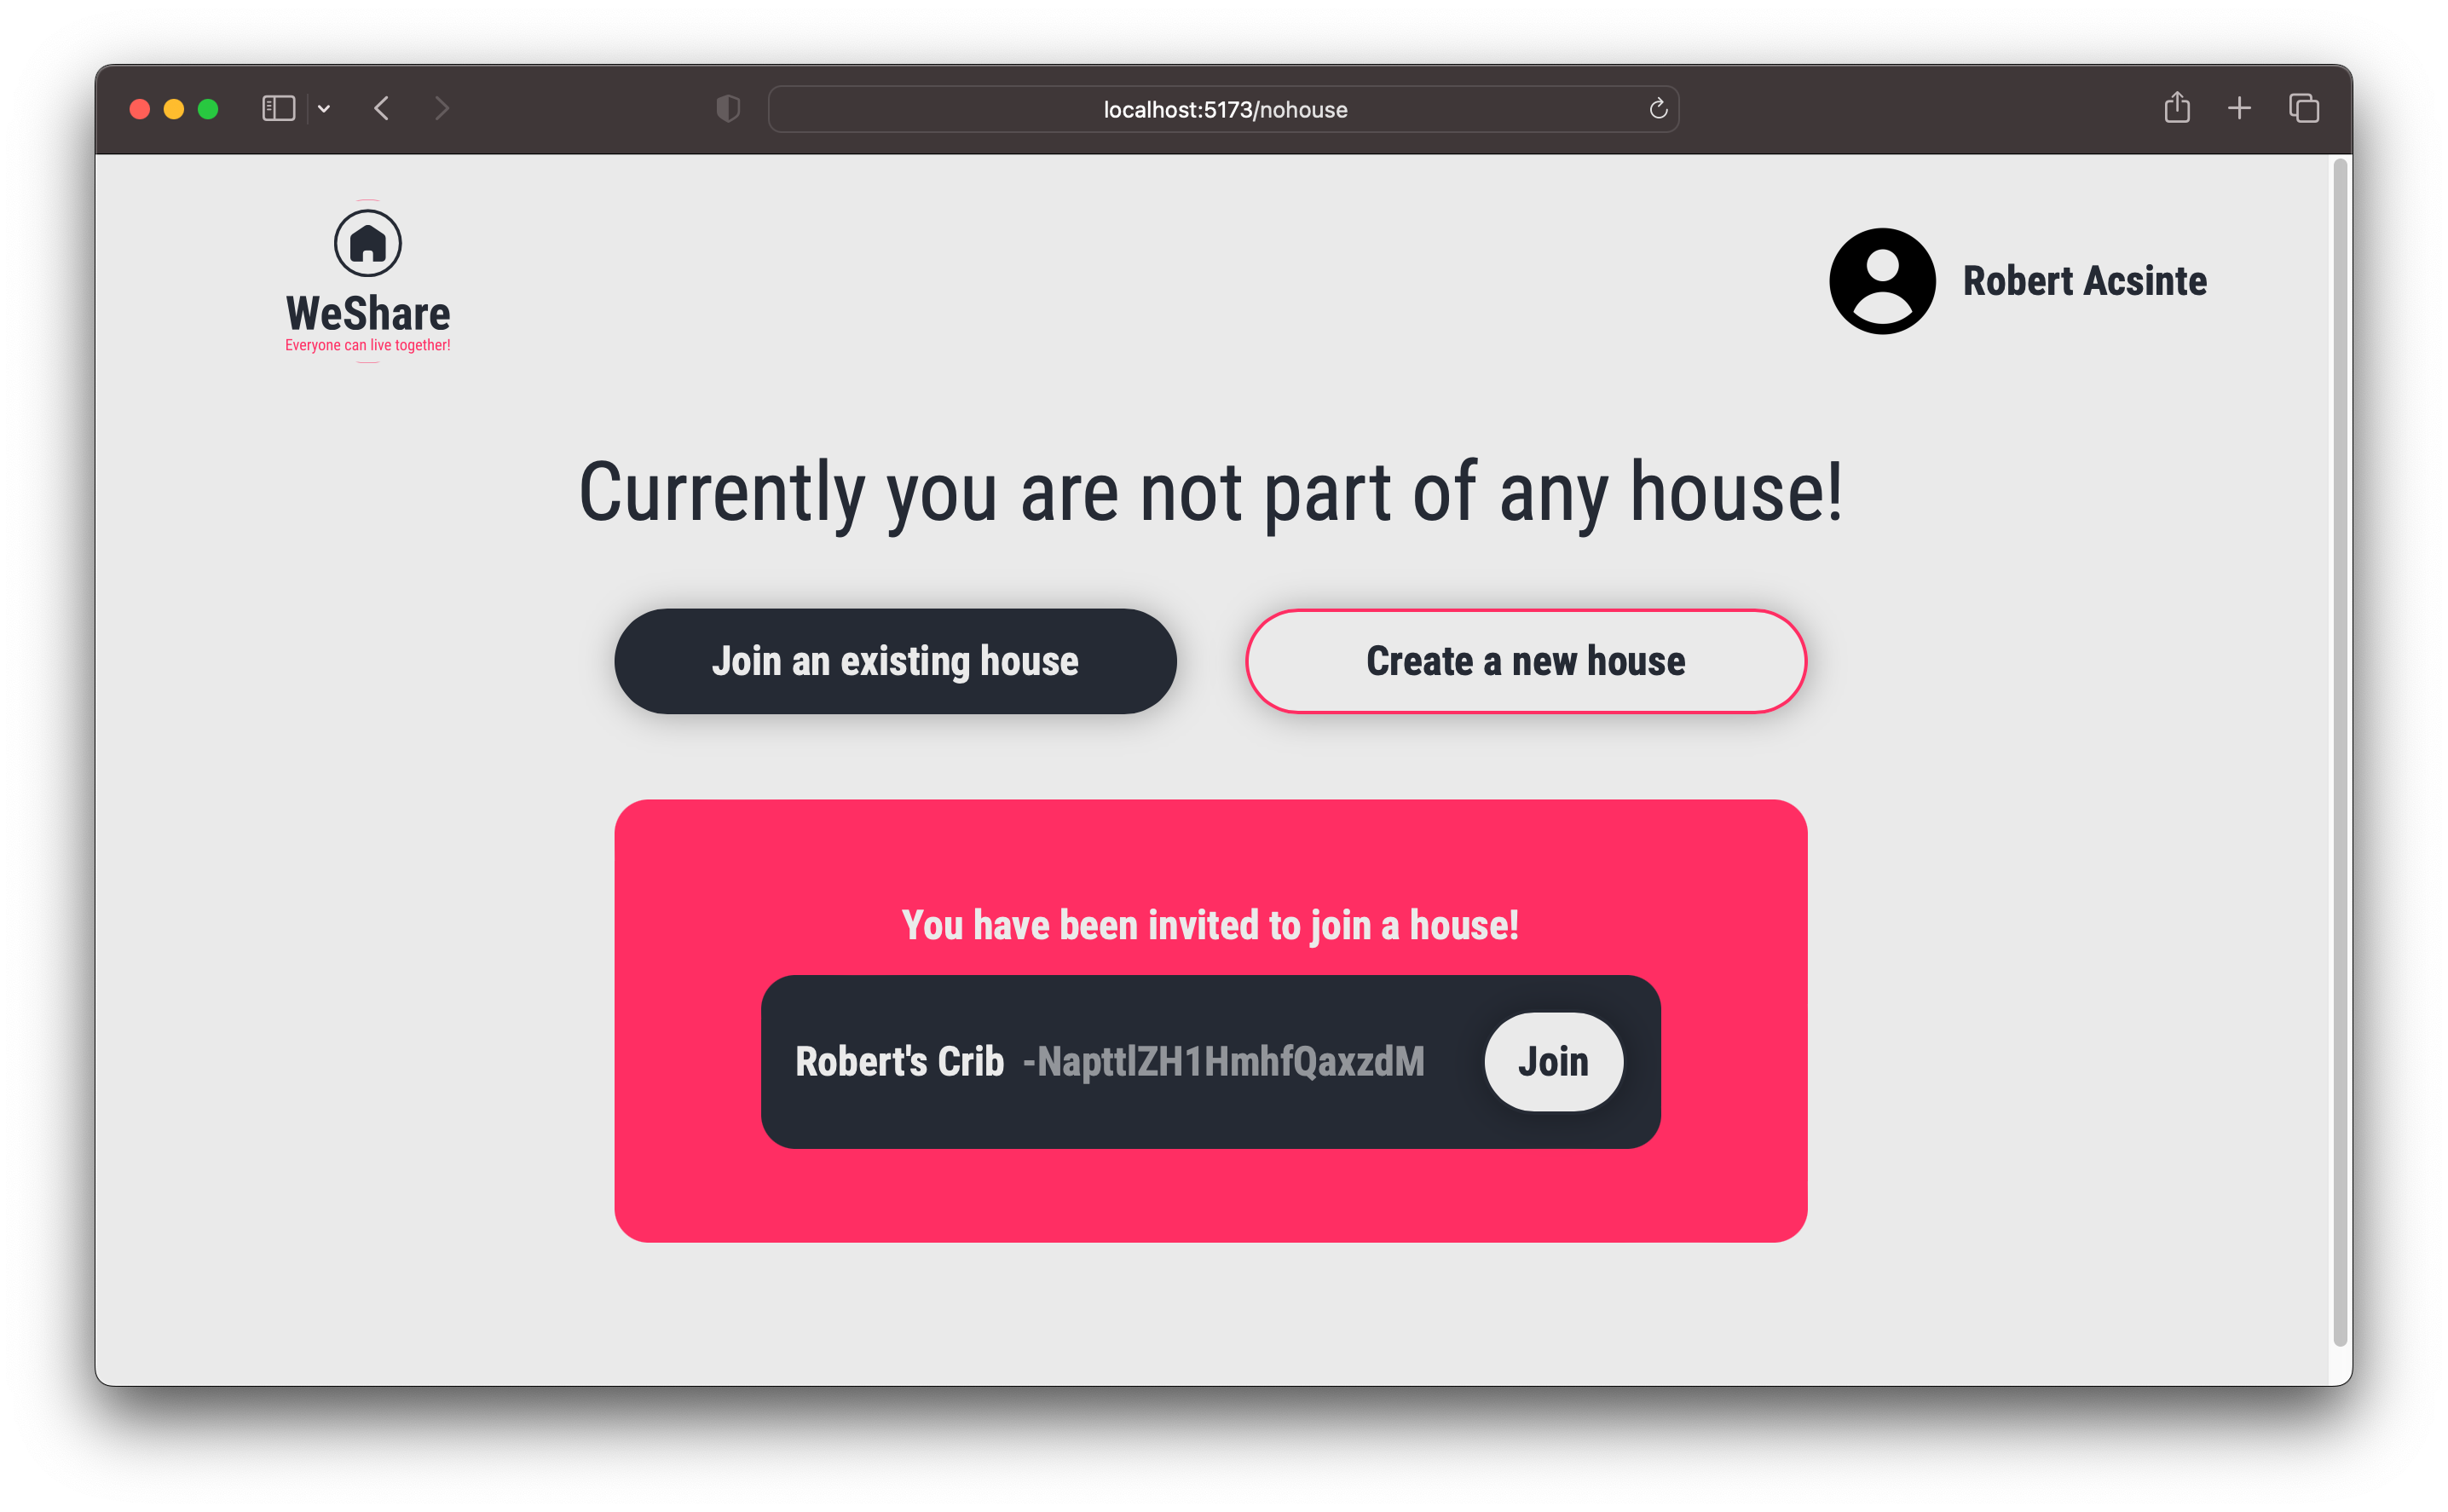 localhost:5173/nohouse
WeShare
Everyone can live together!
Robert Acsinte
Currently you are not part of any house!
Join an existing house
Create a new house
You have been invited to join a house!
Robert's Crib -NapttlZH1HmhfQaxzdM
Join